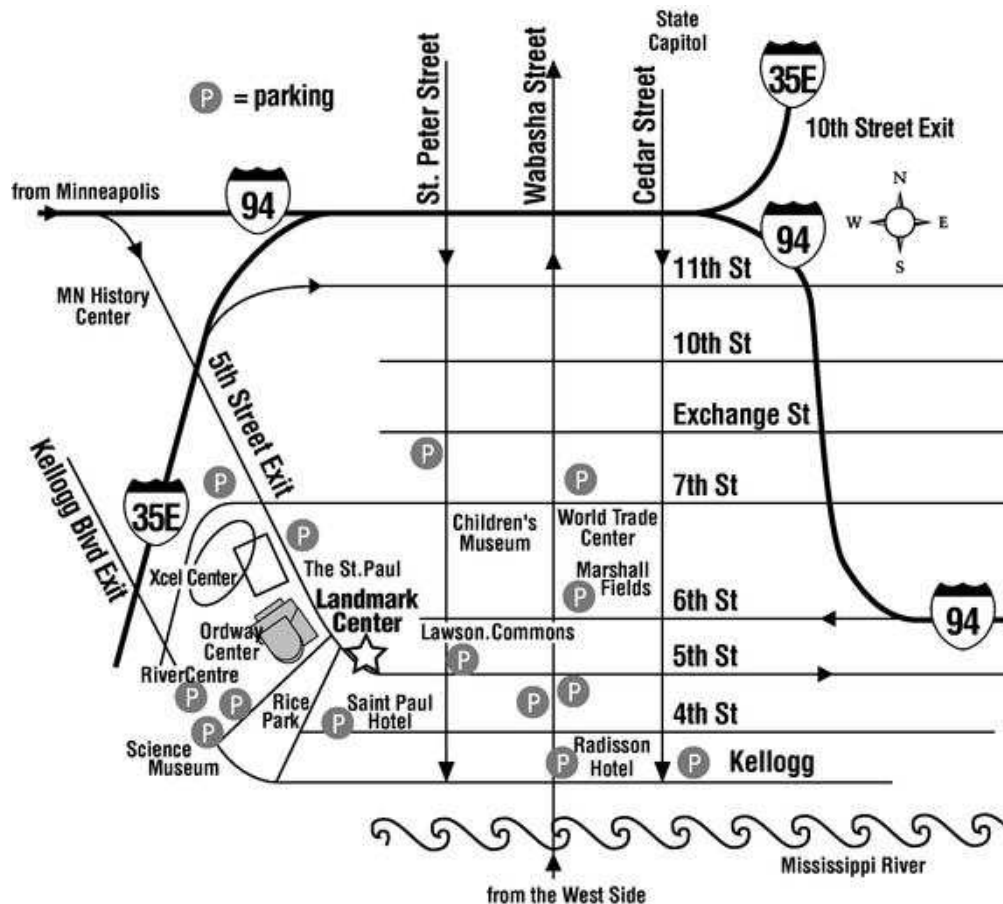 State
Capitol
St. Peter Street
Wabasha Street
Cedar Street
35E
P = parking
10th Street Exit
from Minneapolis
94
94
N
W E
S
11th St
MN History
Center
10th St
5th Street Exit
Exchange St
Kellogg Blvd Exit
P
P
P
7th St
35E
Children's
Museum
World Trade
Center
P
Xcel Center
The St.Paul
Marshall
Fields
P
Landmark
Center
6th St
94
Ordway
Center
Lawson.Commons
P
5th St
RiverCentre
P
P
Rice
Park
Saint Paul
Hotel
P
P
P
4th St
P
Science
Museum
Radisson
Hotel
P
P
Kellogg
Mississippi River
from the West Side